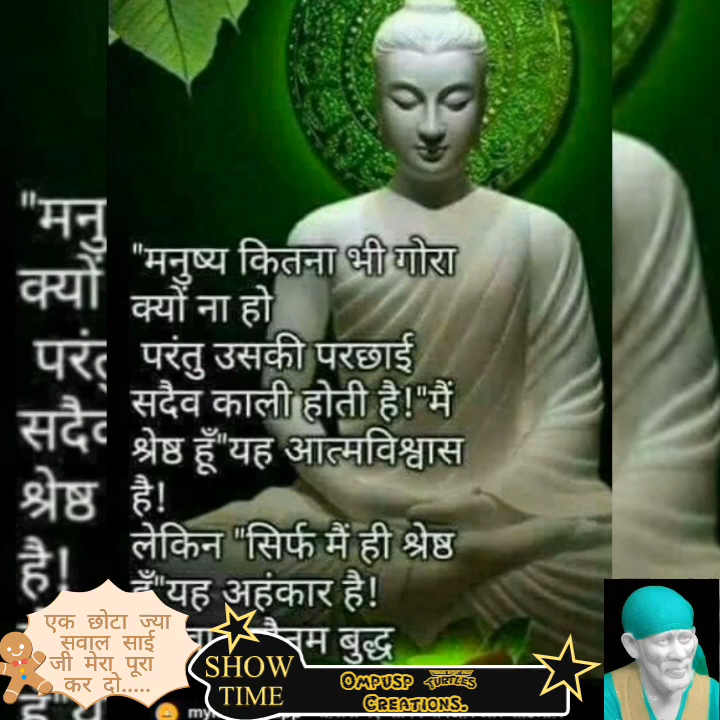 "मनुष्य कितना भी गोरा
क्यों ना हो
परंतु उसकी परछाई
सदैव काली होती है!"मैं
श्रेष्ठ हूँ"यह आत्मविश्वास
है!
लेकिन "सिर्फ मैं ही श्रेष्ठ
हूँ"यह अहंकार है!
बुद्ध
"मनु
क्यों
परंतु
सदैव
श्रेष्ठ
है!
एक छोटा ज्या
सवाल साई
जी मेरा पूरा
कर दो.....
SHOW
TIME
OMPUSP TURTLES
CREATIONS.